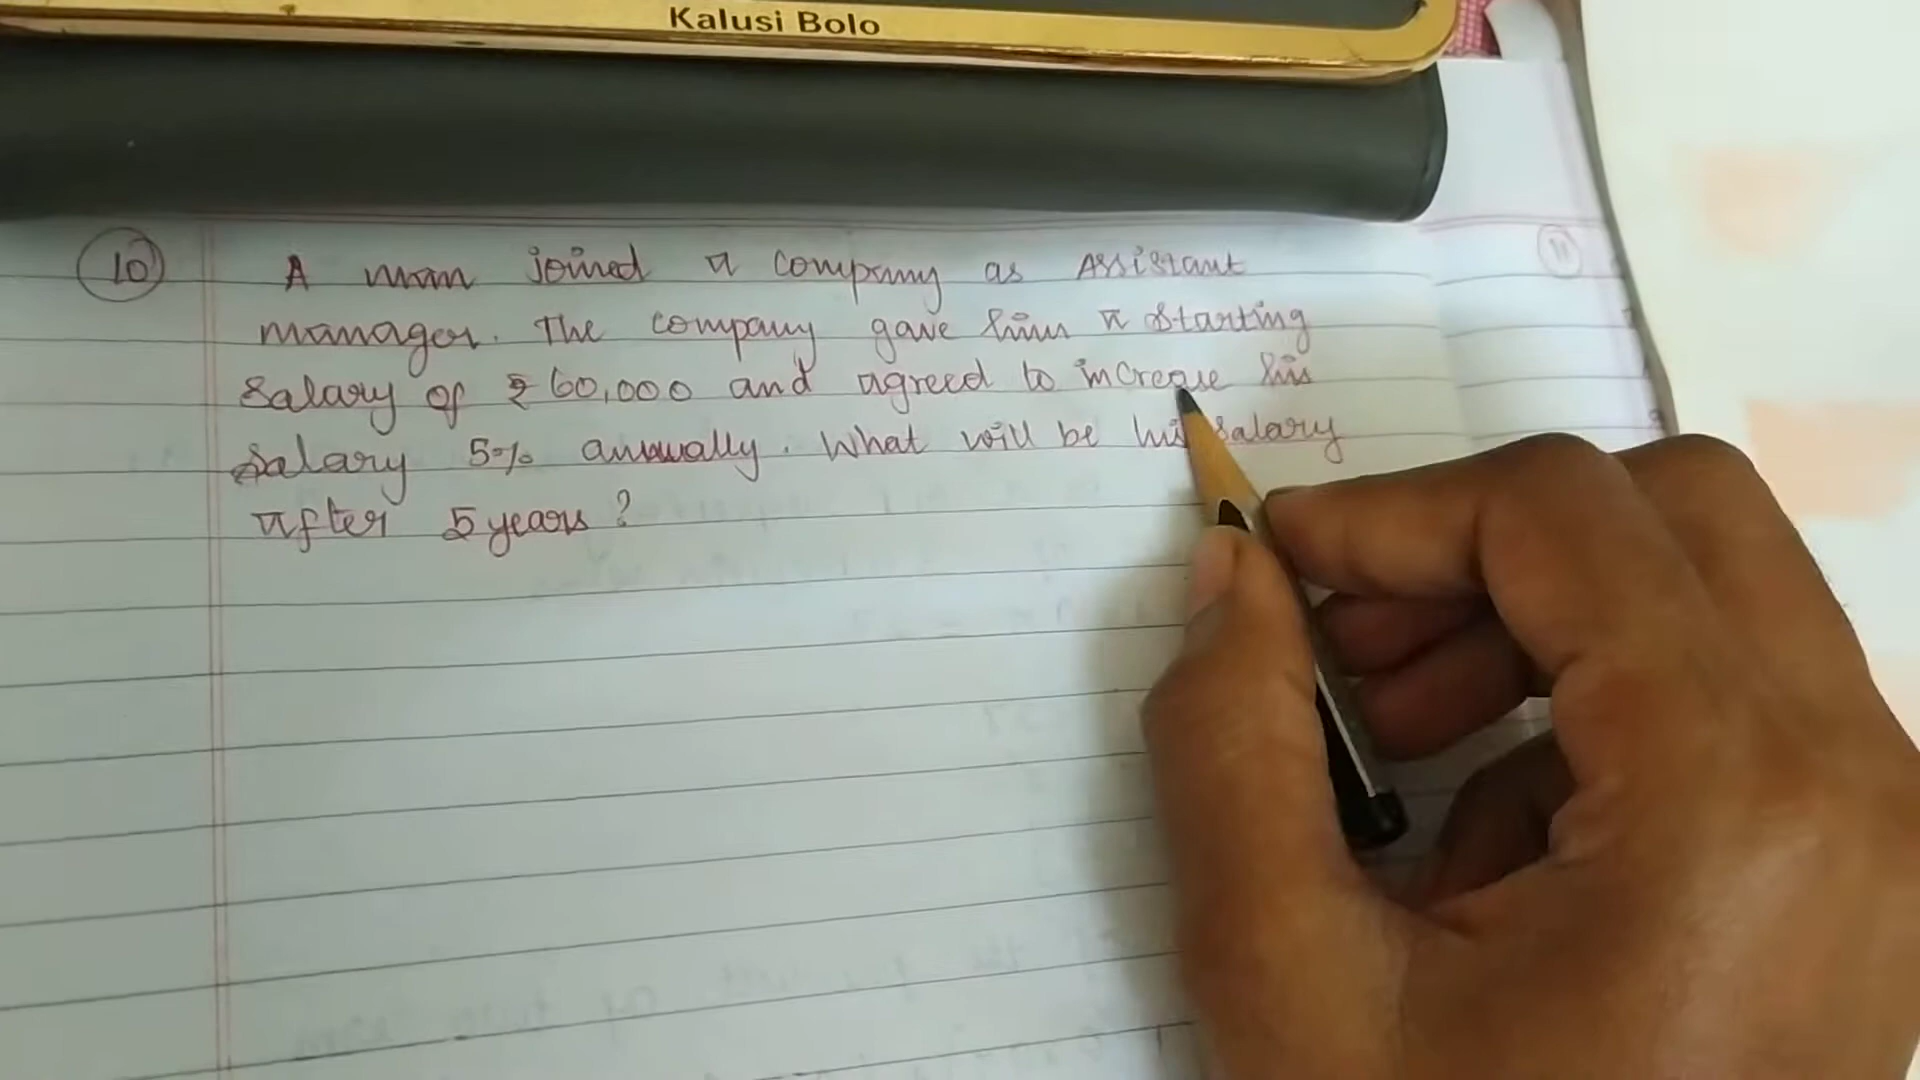 Kalusi Bolo
10 A man joined a company as Assistant
manager. The company gave him a starting
salary of ₹ 60,000 and agreed to increase his
salary 5% annually. What will be his salary
after 5 years?
11